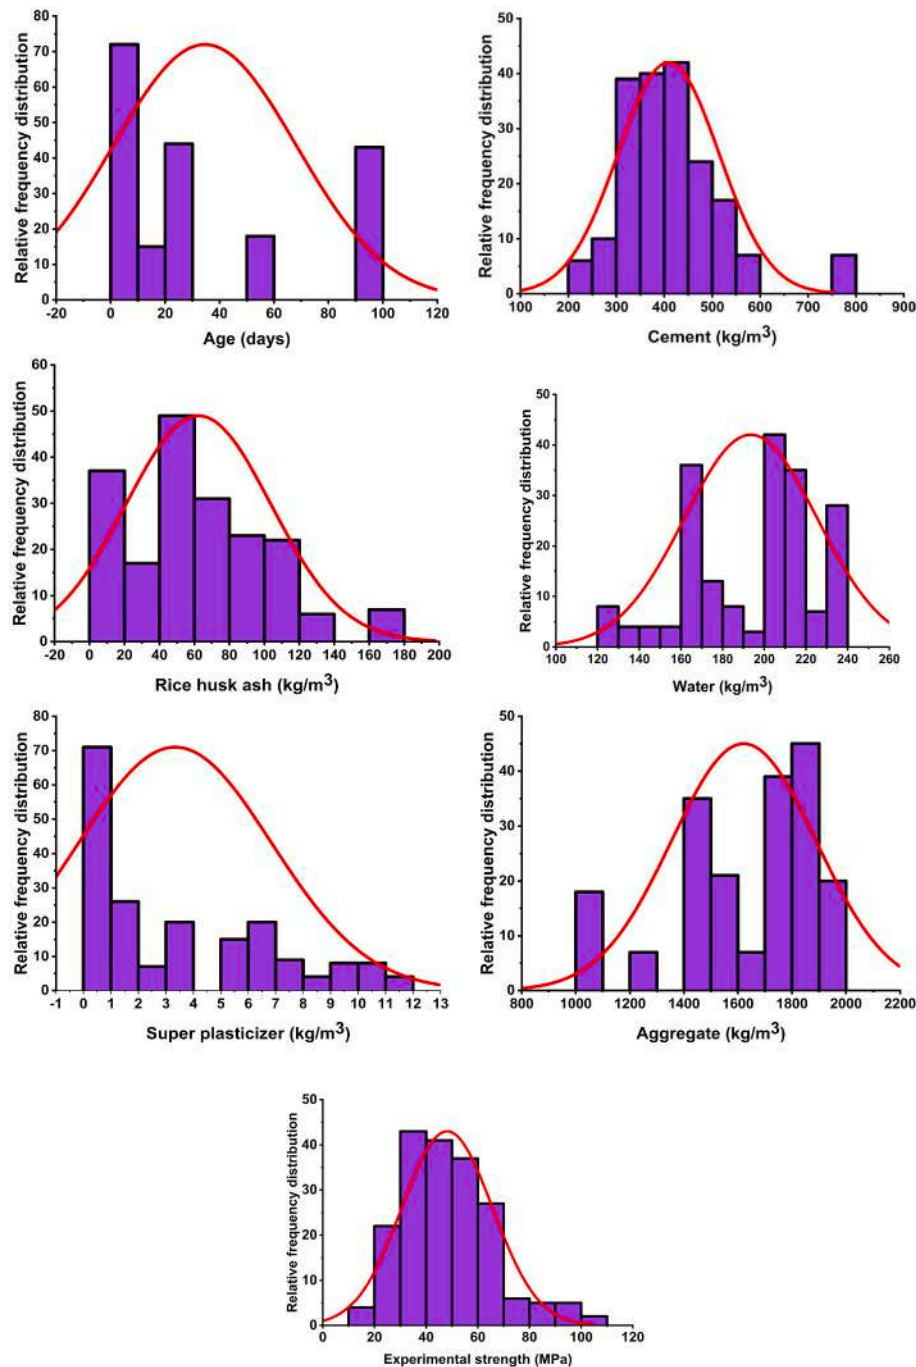 80
70
60
50
40
30
20
10
0
Relative frequency distribution
-20 0 20 40 60 80 100 120
Age (days)
50
40
30
20
10
0
Relative frequency distribution
100 200 300 400 500 600 700 800 900
Cement (kg/m³)
60
50
40
30
20
10
0
Relative frequency distribution
-20 0 20 40 60 80 100 120 140 160 180 200
Rice husk ash (kg/m³)
50
40
30
20
10
0
Relative frequency distribution
100 120 140 160 180 200 220 240 260
Water (kg/m³)
80
70
60
50
40
30
20
10
0
Relative frequency distribution
-1 0 1 2 3 4 5 6 7 8 9 10 11 12 13
Super plasticizer (kg/m³)
50
40
30
20
10
0
Relative frequency distribution
800 1000 1200 1400 1600 1800 2000 2200
Aggregate (kg/m³)
50
40
30
20
10
0
Relative frequency distribution
0 20 40 60 80 100 120
Experimental strength (MPa)